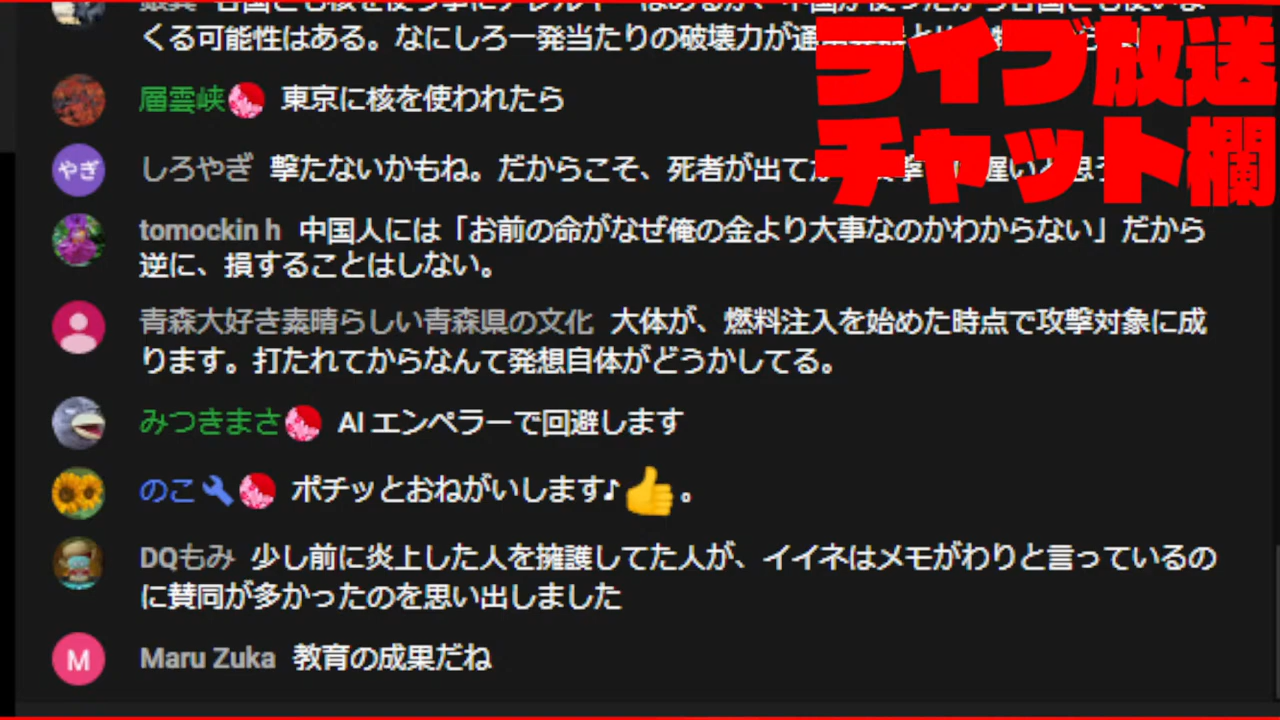 くる可能性はある。なにしろ一発当たりの破壊力が
ライブ放送
チャット欄
層雲峡 東京に核を使われたら
やぎ しろやぎ 撃たないかもね。だからこそ、死者が出てか
tomockin h 中国人には「お前の命がなぜ俺の金より大事なのかわからない」だから
逆に、損することはしない。
青森大好き素晴らしい青森県の文化 大体が、燃料注入を始めた時点で攻撃対象に成
ります。打たれてからなんて発想自体がどうかしてる。
みつきまさ AI エンペラーで回避します
のこ ポチッとおねがいします♪👍。
DQもみ 少し前に炎上した人を擁護してた人が、イイネはメモがわりと言っているの
に賛同が多かったのを思い出しました
M Maru Zuka 教育の成果だね